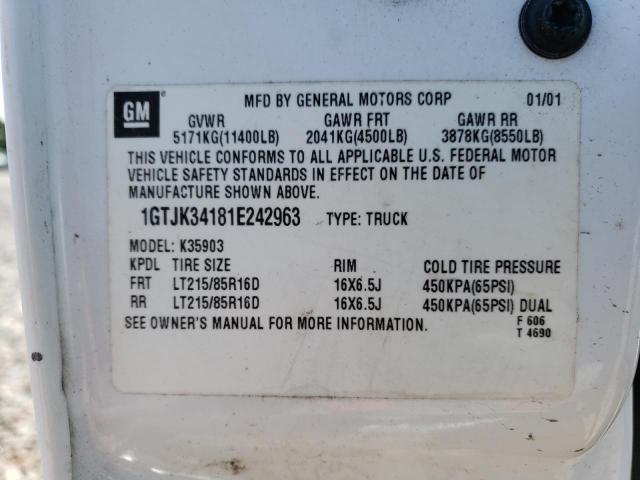 GM ® MFD BY GENERAL MOTORS CORP 01/01
GVWR GAWR FRT GAWR RR
5171KG(11400LB) 2041KG(4500LB) 3878KG(8550LB)
THIS VEHICLE CONFORMS TO ALL APPLICABLE U.S. FEDERAL MOTOR
VEHICLE SAFETY STANDARDS IN EFFECT ON THE DATE OF
MANUFACTURE SHOWN ABOVE.
1GTJK34181E242963 TYPE: TRUCK
MODEL: K35903
KPDL TIRE SIZE RIM COLD TIRE PRESSURE
FRT LT215/85R16D 16X6.5J 450KPA(65PSI)
RR LT215/85R16D 16X6.5J 450KPA(65PSI) DUAL
SEE OWNER'S MANUAL FOR MORE INFORMATION. F 606
T 4690